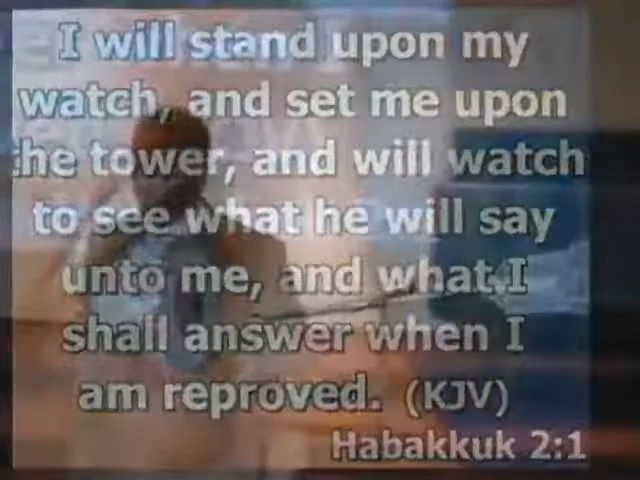 I will stand upon my
watch, and set me upon
the tower, and will watch
to see what he will say
unto me, and what I
shall answer when I
am reproved. (KJV)
Habakkuk 2:1